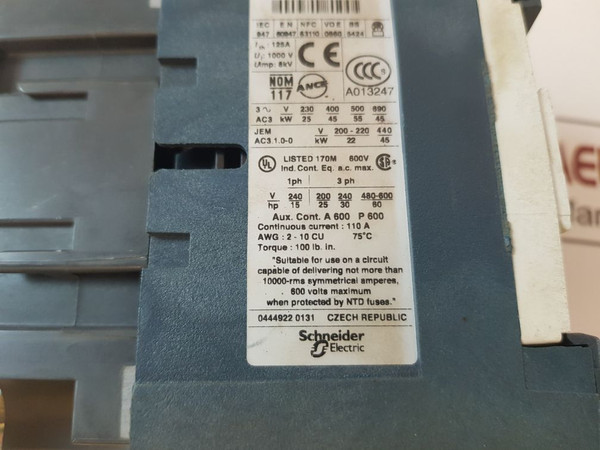 IEC EN NFC VDE BS
947 60947 63110 0660 5424
Ith : 125A
Ui : 1000 V
Uimp : 8kV
CE
NOM
117
ANCE
CCC
A013247
3 ~ V 230 400 500 690
AC3 kW 25 45 55 45
JEM V 200 - 220 440
AC3.1.0-0 kW 22 45
UL LISTED 170M 600V SA
Ind. Cont. Eq. a.c. max.
1ph 3 ph
V 240 200 240 480-600
hp 15 25 30 60
Aux. Cont. A 600 P 600
Continuous current : 110 A
AWG : 2 - 10 CU 75°C
Torque : 100 lb. in.
"Suitable for use on a circuit
capable of delivering not more than
10000-rms symmetrical amperes,
600 volts maximum
when protected by NTD fuses."
0444922 0131 CZECH REPUBLIC
Schneider
Electric